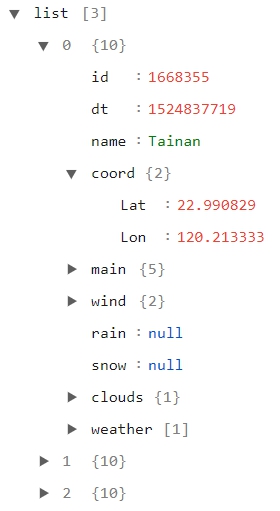 list [3]
0 {10}
id : 1668355
dt : 1524837719
name : Tainan
coord {2}
Lat : 22.990829
Lon : 120.213333
main {5}
wind {2}
rain : null
snow : null
clouds {1}
weather [1]
1 {10}
2 {10}